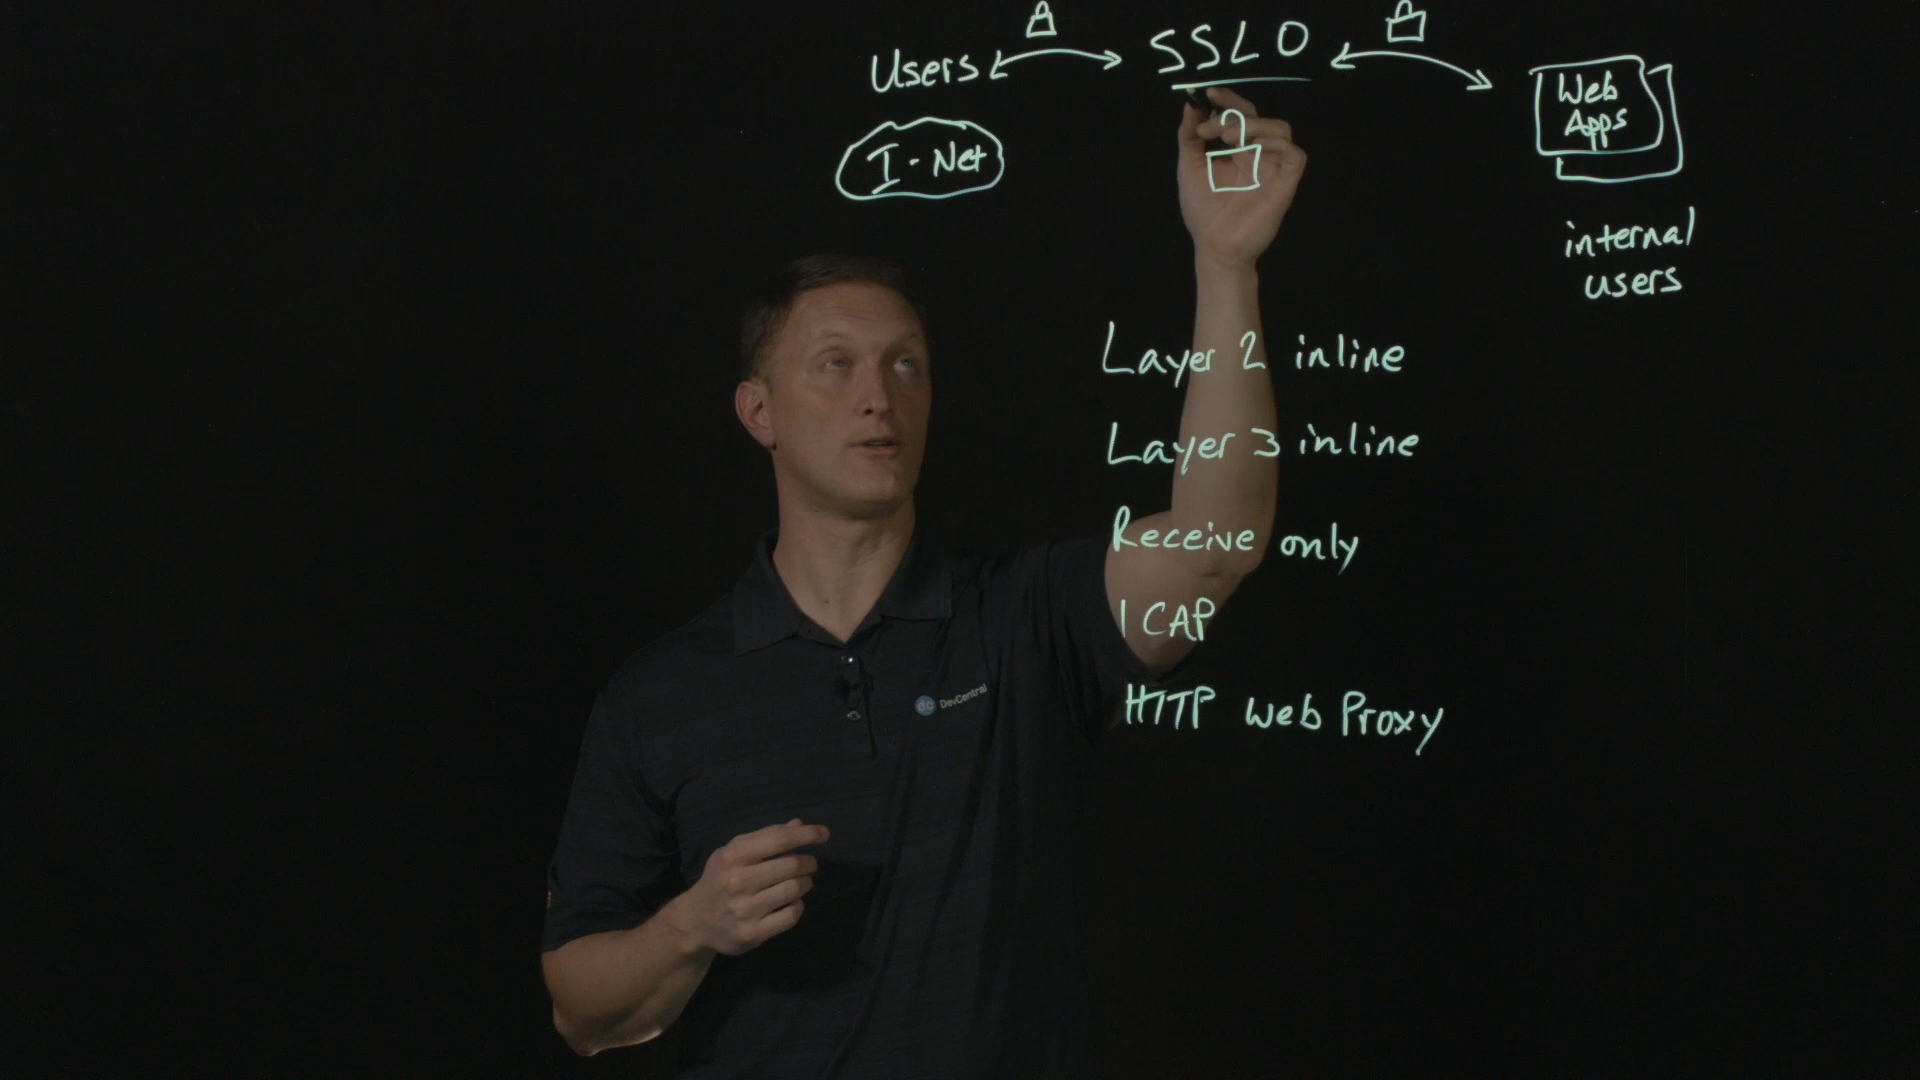 Users
SSLO
Web
Apps
I-Net
internal
users
Layer 2 inline
Layer 3 inline
Receive only
ICAP
HTTP Web Proxy
dc DevCentral